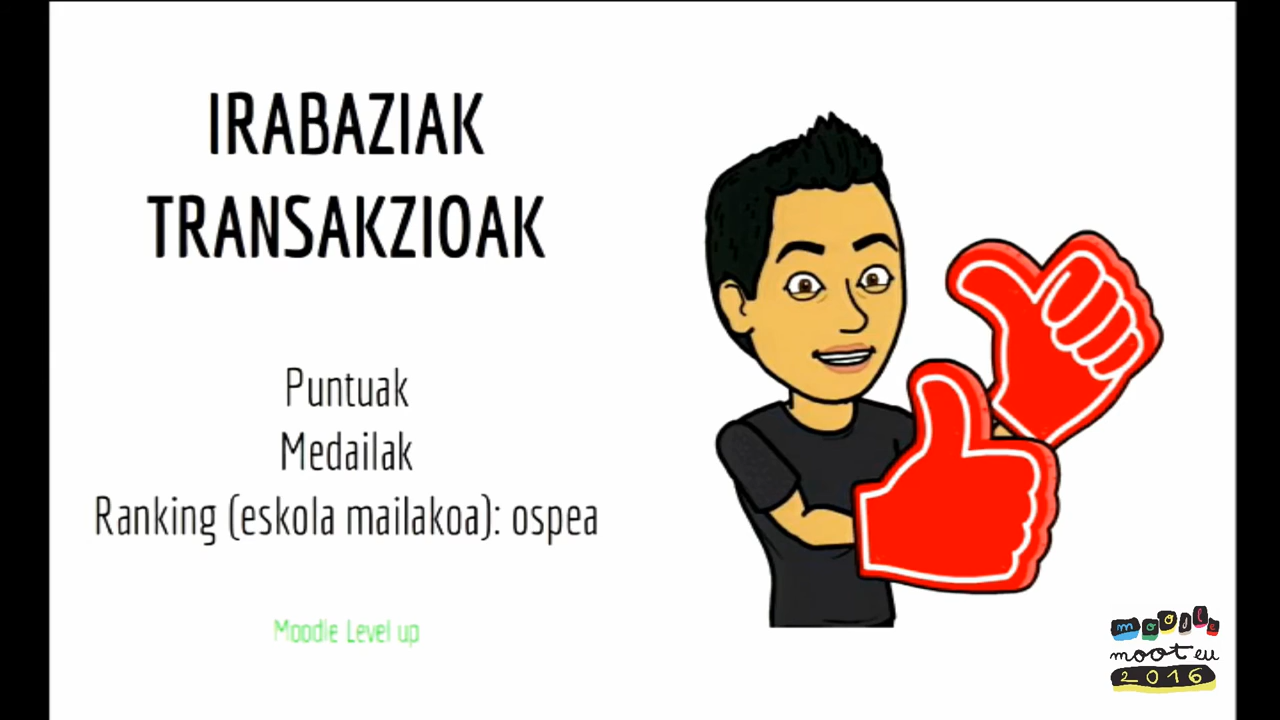 IRABAZIAK
TRANSAKZIOAK
Puntuak
Medailak
Ranking (eskola mailakoa): ospea
Moodle Level up
moodle
moot eu
2016